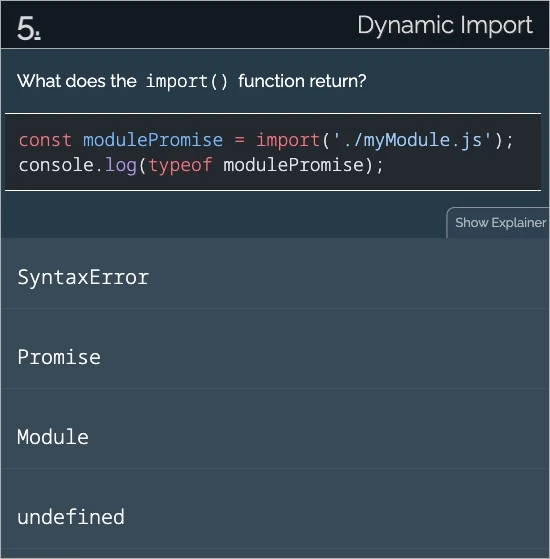 5.
Dynamic Import
What does the import() function return?
const modulePromise = import('./myModule.js');
console.log(typeof modulePromise);
Show Explainer
SyntaxError
Promise
Module
undefined